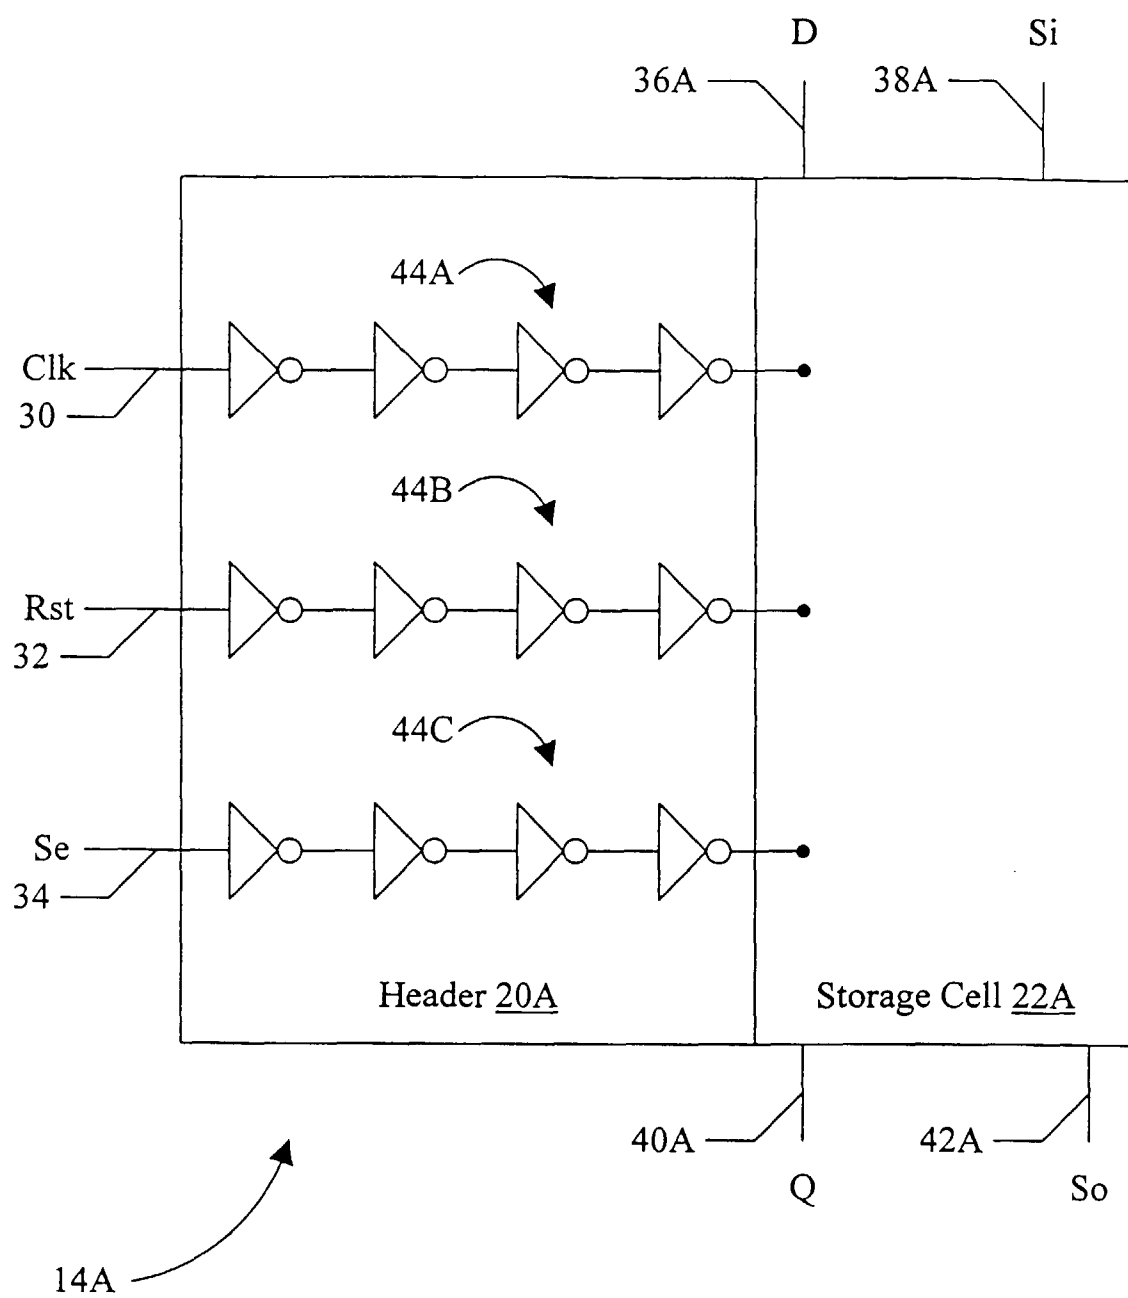 D
Si
36A
38A
44A
Clk
30
44B
Rst
32
44C
Se
34
Header 20A
Storage Cell 22A
40A
42A
Q
So
14A